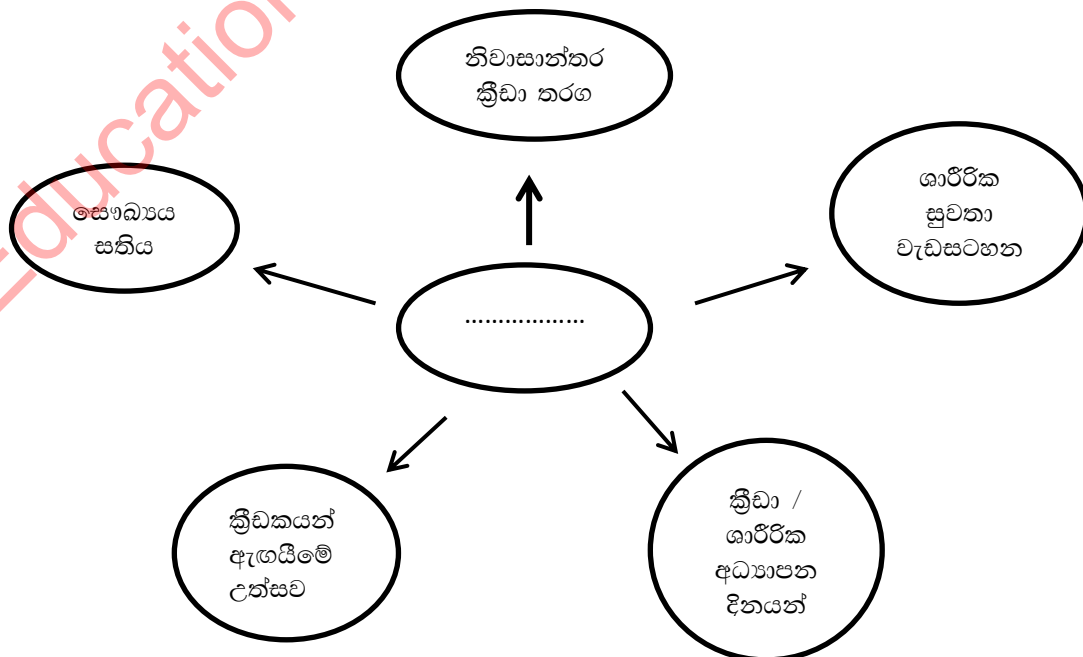 නිවාසාන්තර
ක්‍රීඩා තරග
ශාරීරික
සුවතා
වැඩසටහන
සෞඛ්‍යය
සතිය
..................
ක්‍රීඩකයන්
ඇගයීමේ
උත්සව
ක්‍රීඩා /
ශාරීරික
අධ්‍යාපන
දිනයන්
Education